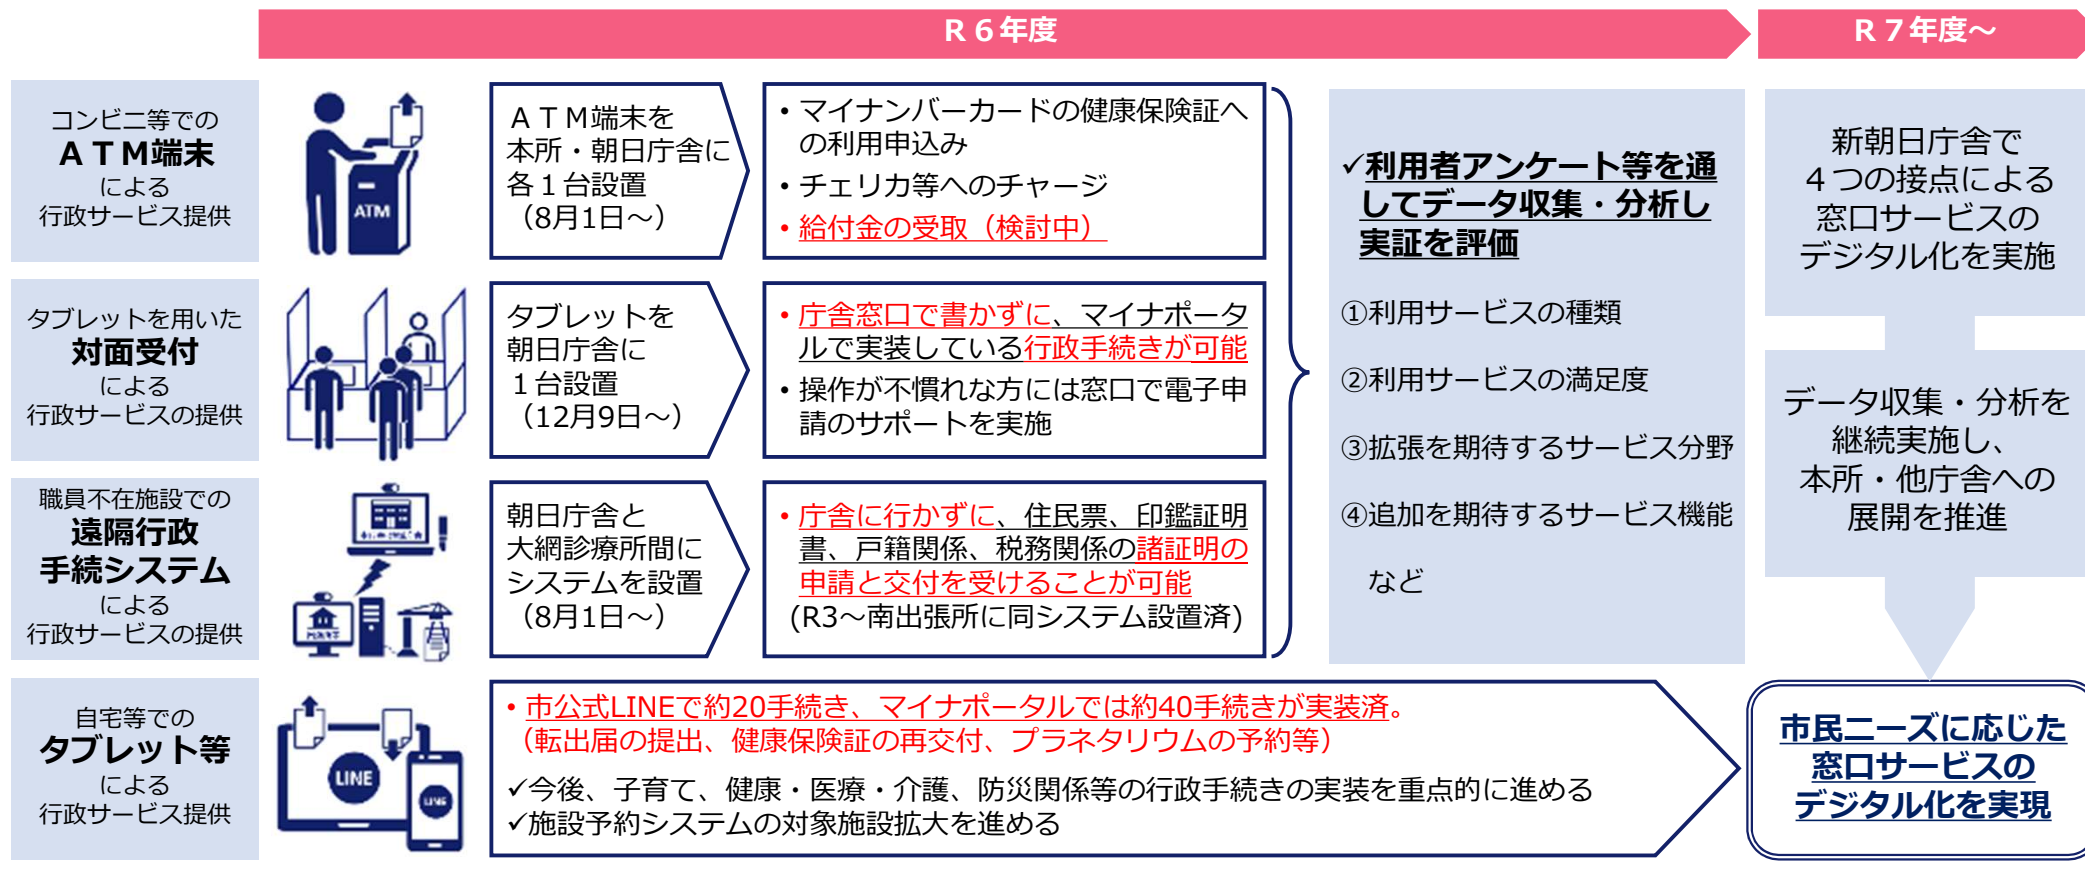 R６年度
R７年度～
コンビニ等での
ＡＴＭ端末
による
行政サービス提供
ATM
ＡＴＭ端末を
本所・朝日庁舎に
各１台設置
（8月1日～）
・マイナンバーカードの健康保険証へ
の利用申込み
・チェリカ等へのチャージ
・給付金の受取（検討中）
タブレットを用いた
対面受付
による
行政サービスの提供
タブレットを
朝日庁舎に
１台設置
（12月9日～）
・庁舎窓口で書かずに、マイナポータ
ルで実装している行政手続きが可能
・操作が不慣れな方には窓口で電子申
請のサポートを実施
職員不在施設での
遠隔行政
手続システム
による
行政サービスの提供
朝日庁舎と
大網診療所間に
システムを設置
（8月1日～）
・庁舎に行かずに、住民票、印鑑証明
書、戸籍関係、税務関係の諸証明の
申請と交付を受けることが可能
(R3～南出張所に同システム設置済)
✓利用者アンケート等を通
してデータ収集・分析し
実証を評価
①利用サービスの種類
②利用サービスの満足度
③拡張を期待するサービス分野
④追加を期待するサービス機能
など
新朝日庁舎で
４つの接点による
窓口サービスの
デジタル化を実施
データ収集・分析を
継続実施し、
本所・他庁舎への
展開を推進
自宅等での
タブレット等
による
行政サービス提供
LINE
LINE
・市公式LINEで約20手続き、マイナポータルでは約40手続きが実装済。
（転出届の提出、健康保険証の再交付、プラネタリウムの予約等）
✓今後、子育て、健康・医療・介護、防災関係等の行政手続きの実装を重点的に進める
✓施設予約システムの対象施設拡大を進める
市民ニーズに応じた
窓口サービスの
デジタル化を実現